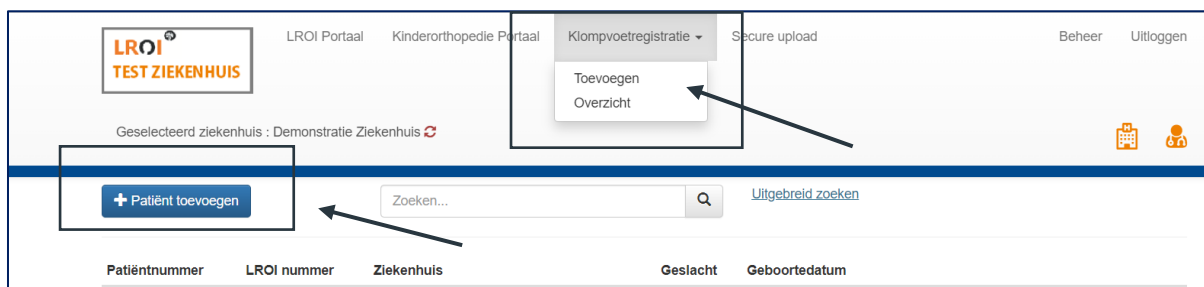 LROI
TEST ZIEKENHUIS
LROI Portaal Kinderorthopedie Portaal Klompvoetregistratie Secure upload Beheer Uitloggen
Toevoegen
Overzicht
Geselecteerd ziekenhuis : Demonstratie Ziekenhuis
H
+ Patiënt toevoegen Zoeken... Uitgebreid zoeken
Patiëntnummer LROI nummer Ziekenhuis Geslacht Geboortedatum